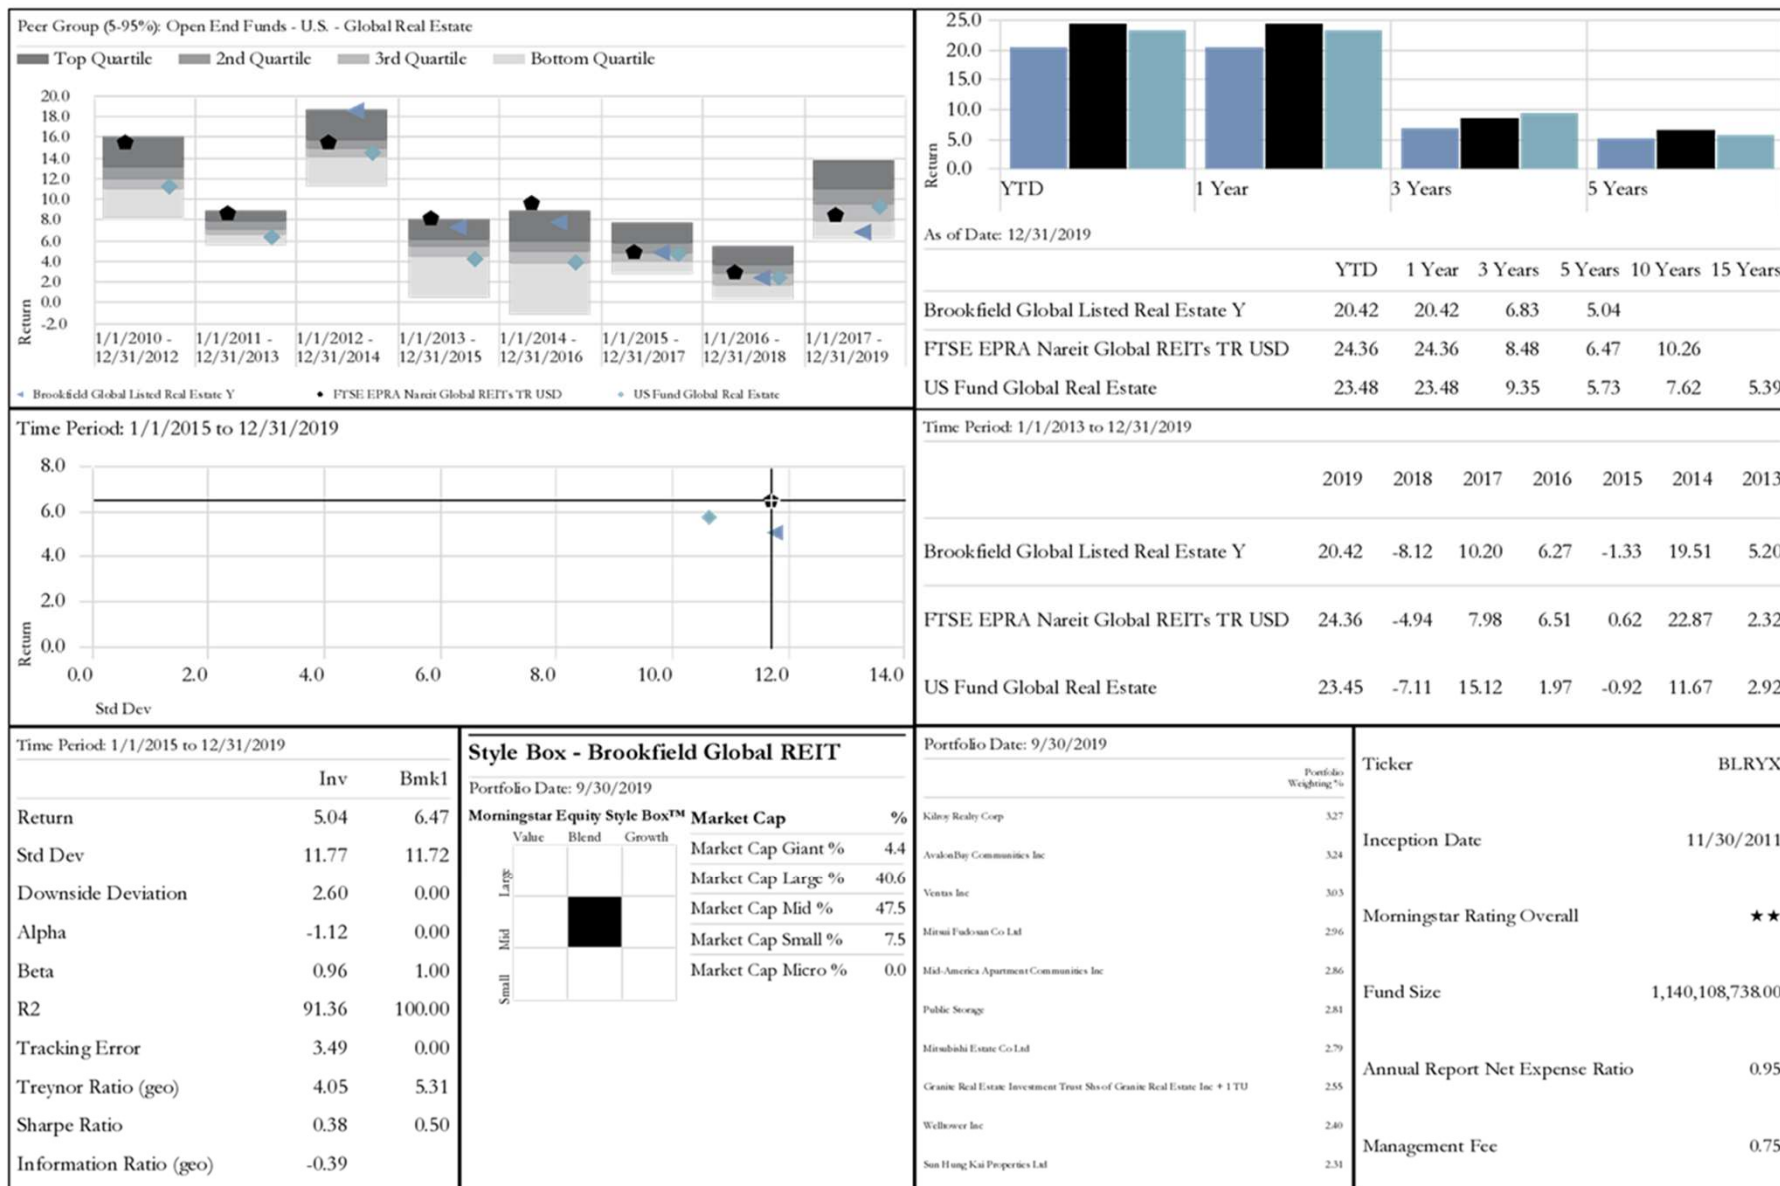 Peer Group (5-95%): Open End Funds - U.S. - Global Real Estate
Top Quartile 2nd Quartile 3rd Quartile Bottom Quartile
20.0
18.0
16.0
14.0
12.0
10.0
8.0
6.0
4.0
2.0
0.0
-2.0
Return
1/1/2010 - 1/1/2011 - 1/1/2012 - 1/1/2013 - 1/1/2014 - 1/1/2015 - 1/1/2016 - 1/1/2017 -
12/31/2012 12/31/2013 12/31/2014 12/31/2015 12/31/2016 12/31/2017 12/31/2018 12/31/2019
Brookfield Global Listed Real Estate Y FTSE EPRA Nareit Global REITs TR USD US Fund Global Real Estate
25.0
20.0
15.0
10.0
5.0
0.0
Return
YTD 1 Year 3 Years 5 Years
As of Date: 12/31/2019
YTD 1 Year 3 Years 5 Years 10 Years 15 Years
Brookfield Global Listed Real Estate Y 20.42 20.42 6.83 5.04
FTSE EPRA Nareit Global REITs TR USD 24.36 24.36 8.48 6.47 10.26
US Fund Global Real Estate 23.48 23.48 9.35 5.73 7.62 5.39
Time Period: 1/1/2015 to 12/31/2019
8.0
6.0
4.0
2.0
0.0
Return
0.0 2.0 4.0 6.0 8.0 10.0 12.0 14.0
Std Dev
Time Period: 1/1/2013 to 12/31/2019
2019 2018 2017 2016 2015 2014 2013
Brookfield Global Listed Real Estate Y 20.42 -8.12 10.20 6.27 -1.33 19.51 5.20
FTSE EPRA Nareit Global REITs TR USD 24.36 -4.94 7.98 6.51 0.62 22.87 2.32
US Fund Global Real Estate 23.45 -7.11 15.12 1.97 -0.92 11.67 2.92
Time Period: 1/1/2015 to 12/31/2019
Inv Bmk1
Return 5.04 6.47
Std Dev 11.77 11.72
Downside Deviation 2.60 0.00
Alpha -1.12 0.00
Beta 0.96 1.00
R2 91.36 100.00
Tracking Error 3.49 0.00
Treynor Ratio (geo) 4.05 5.31
Sharpe Ratio 0.38 0.50
Information Ratio (geo) -0.39
Style Box - Brookfield Global REIT
Portfolio Date: 9/30/2019
Morningstar Equity Style Box™
Value Blend Growth
Large
Mid
Small
Market Cap %
Market Cap Giant % 4.4
Market Cap Large % 40.6
Market Cap Mid % 47.5
Market Cap Small % 7.5
Market Cap Micro % 0.0
Portfolio Date: 9/30/2019
Portfolio
Weighting %
Kilroy Realty Corp 3.27
AvalonBay Communities Inc 3.24
Ventas Inc 3.03
Mitsui Fudosan Co Ltd 2.96
Mid-America Apartment Communities Inc 2.86
Public Storage 2.81
Mitsubishi Estate Co Ltd 2.79
Granite Real Estate Investment Trust Shs of Granite Real Estate Inc + 1 TU 2.55
Welltower Inc 2.40
Sun Hung Kai Properties Ltd 2.31
Ticker BLRYX
Inception Date 11/30/2011
Morningstar Rating Overall ★★
Fund Size 1,140,108,738.00
Annual Report Net Expense Ratio 0.95
Management Fee 0.75